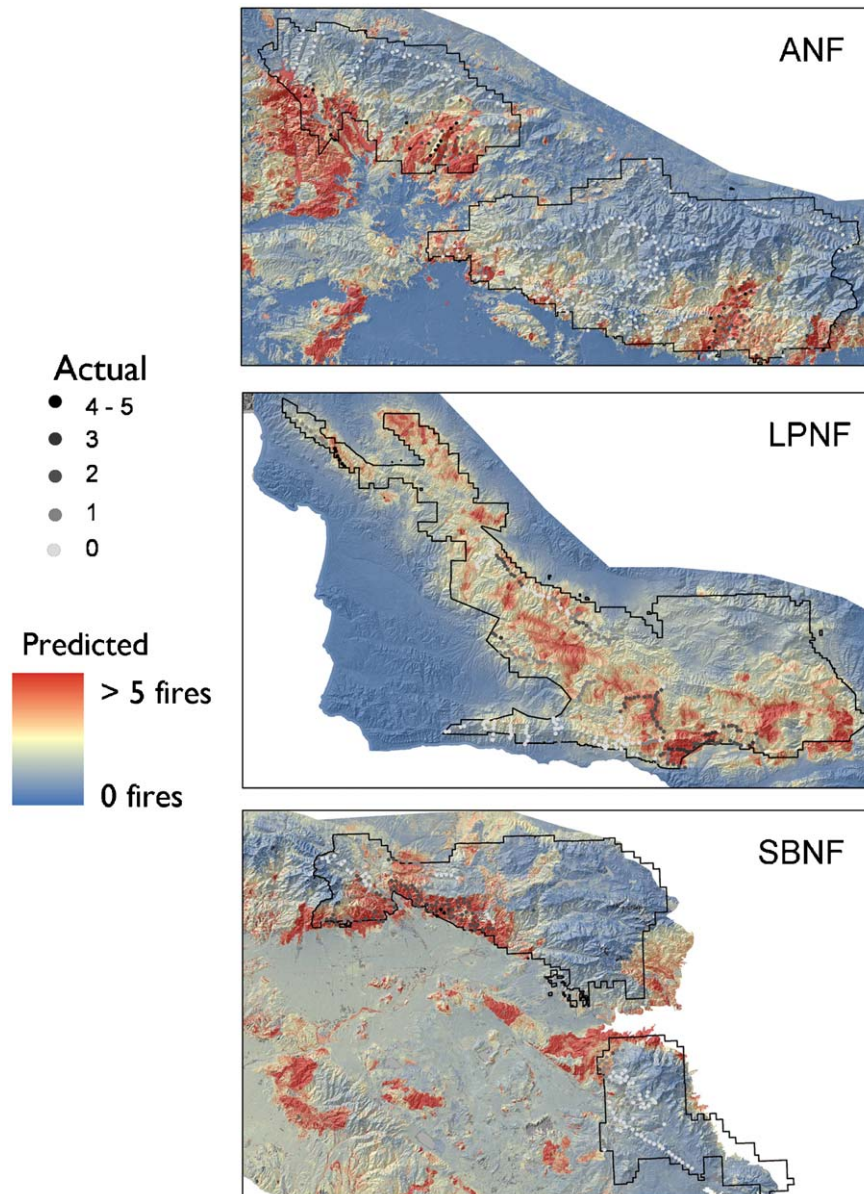 ANF
Actual
4 - 5
3
2
1
0
LPNF
Predicted
> 5 fires
0 fires
SBNF